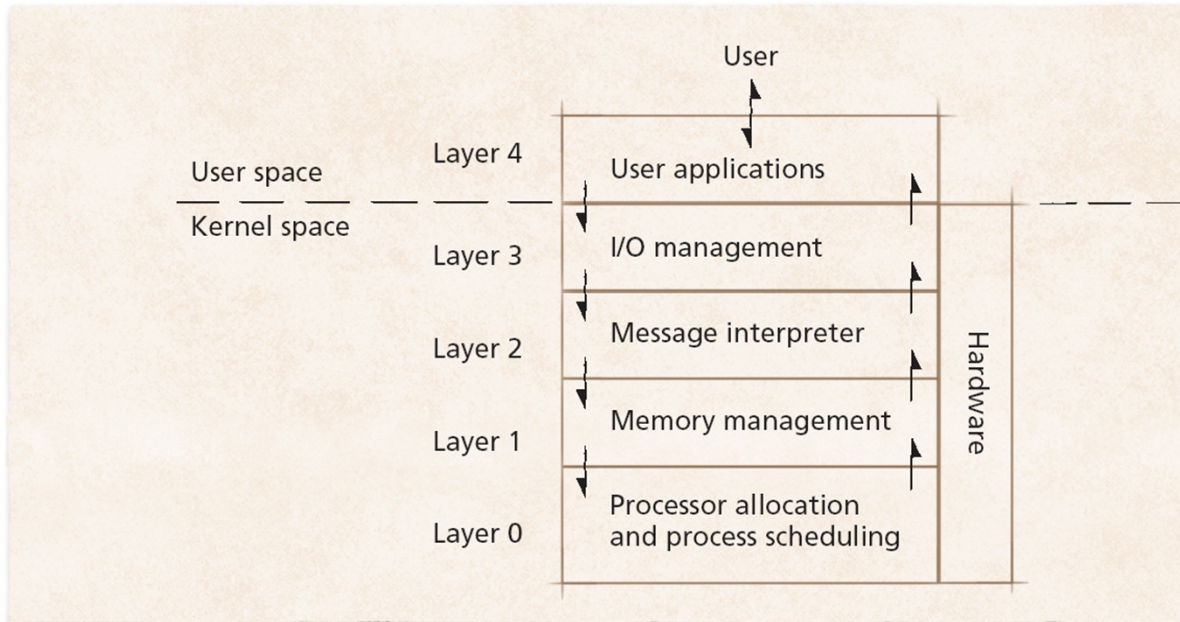 User
Layer 4
User applications
User space
Kernel space
Layer 3
I/O management
Layer 2
Message interpreter
Layer 1
Memory management
Layer 0
Processor allocation
and process scheduling
Hardware